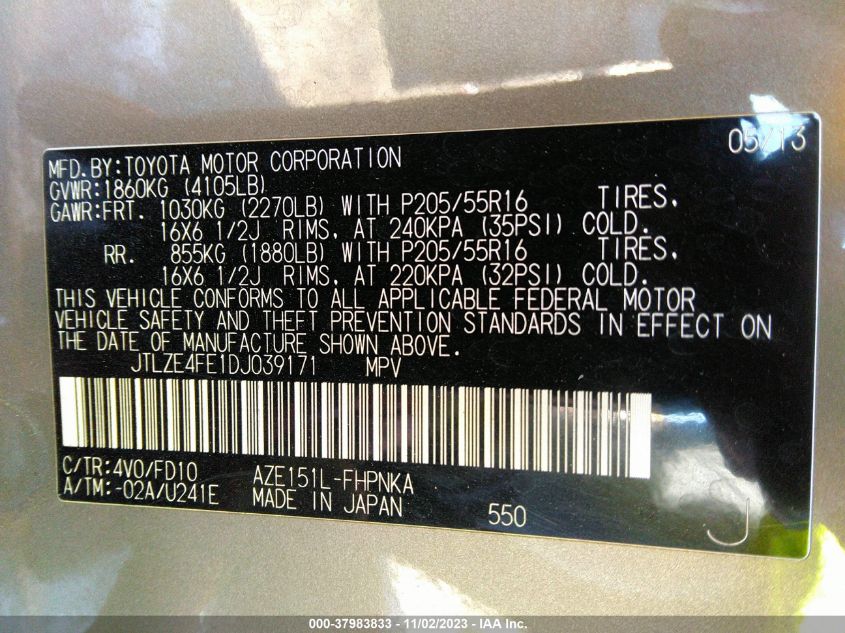 05/13
MFD.BY:TOYOTA MOTOR CORPORATION
GVWR:1860KG (4105LB)
GAWR:FRT. 1030KG (2270LB) WITH P205/55R16 TIRES,
16X6 1/2J RIMS, AT 240KPA (35PSI) COLD.
RR. 855KG (1880LB) WITH P205/55R16 TIRES,
16X6 1/2J RIMS, AT 220KPA (32PSI) COLD.
THIS VEHICLE CONFORMS TO ALL APPLICABLE FEDERAL MOTOR
VEHICLE SAFETY AND THEFT PREVENTION STANDARDS IN EFFECT ON
THE DATE OF MANUFACTURE SHOWN ABOVE.
JTLZE4FE1DJ039171 MPV
C/TR:4V0/FD10 AZE151L-FHPNKA
A/TM:-02A/U241E MADE IN JAPAN 550
J
000-37983833 - 11/02/2023 - IAA Inc.